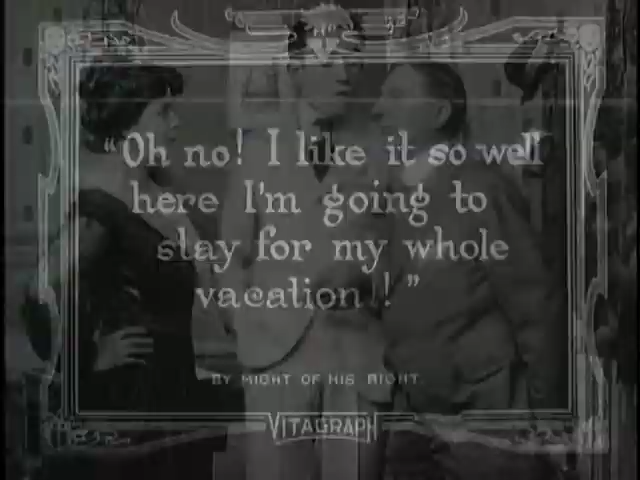 "Oh no! I like it so well
here I'm going to
stay for my whole
vacation!"
BY MIGHT OF HIS RIGHT.
VITAGRAPH